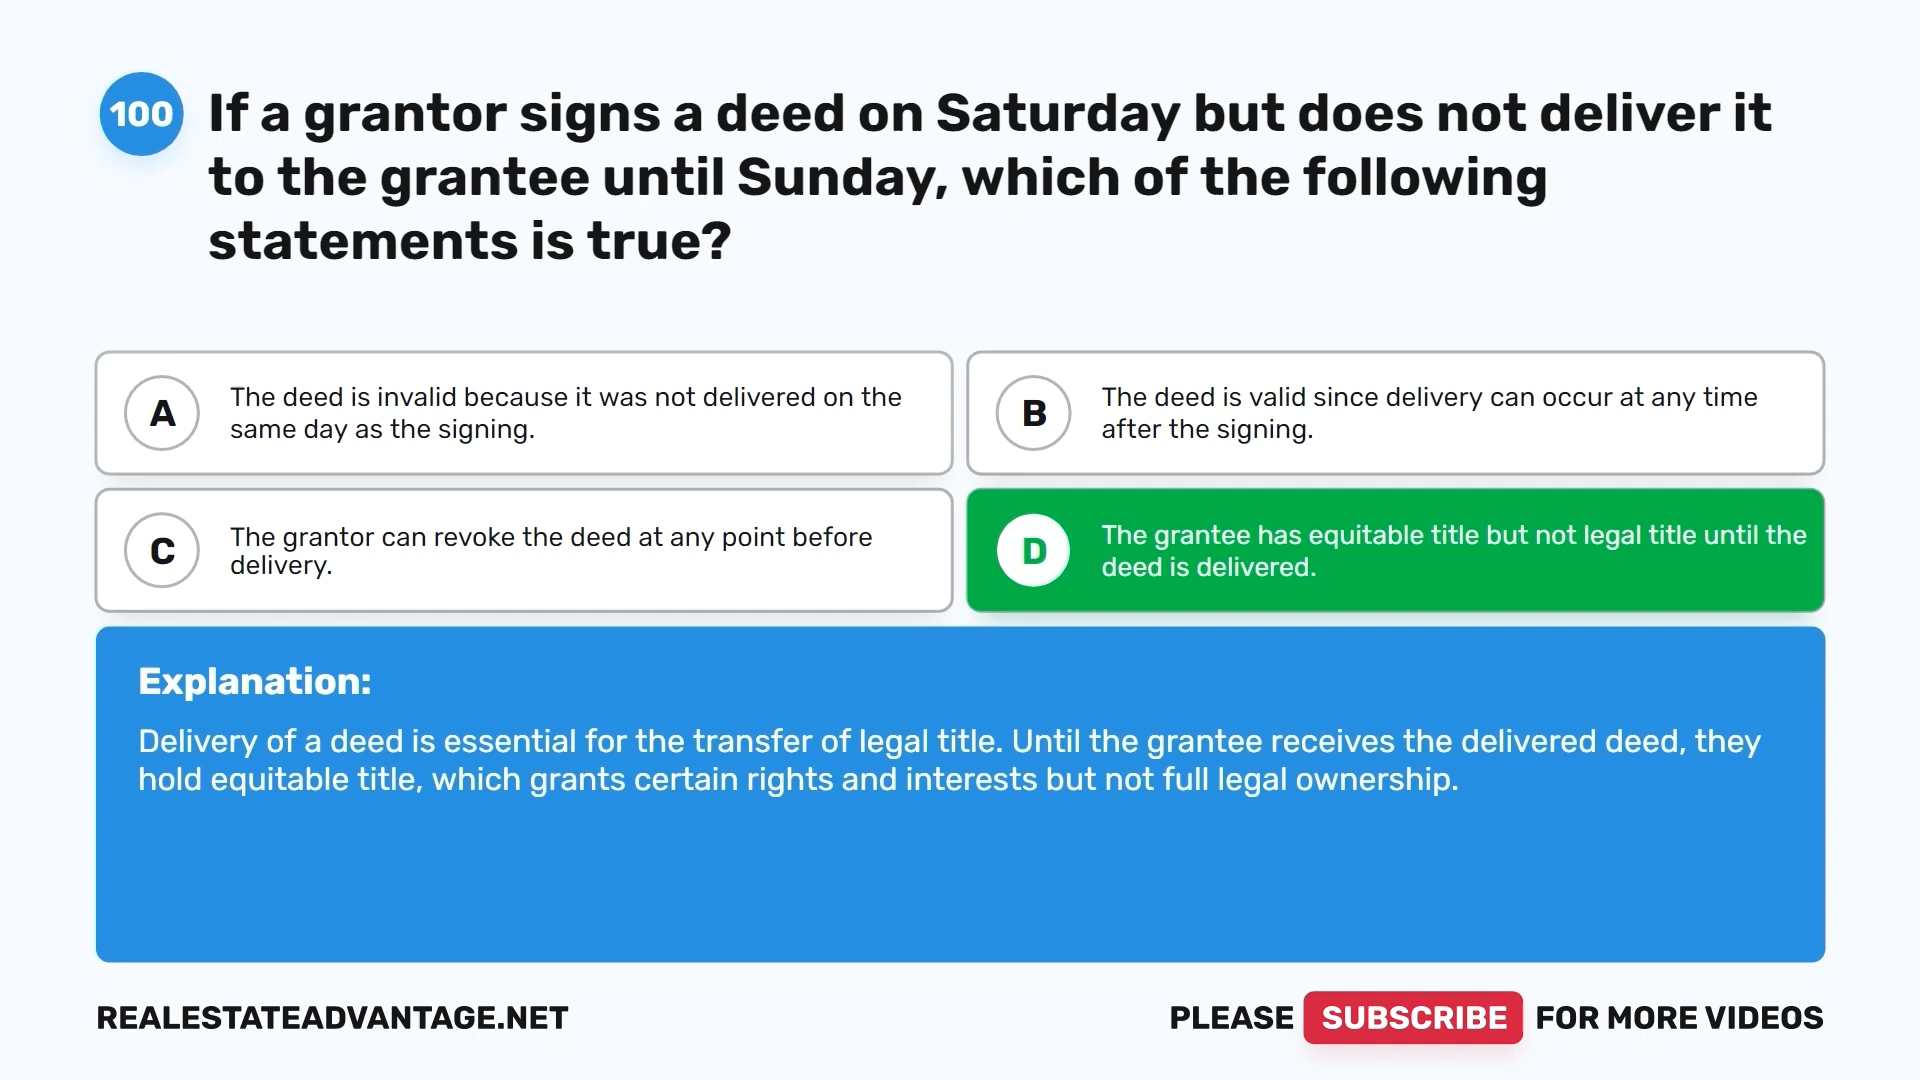 100
If a grantor signs a deed on Saturday but does not deliver it
to the grantee until Sunday, which of the following
statements is true?
A
The deed is invalid because it was not delivered on the
same day as the signing.
B
The deed is valid since delivery can occur at any time
after the signing.
C
The grantor can revoke the deed at any point before
delivery.
D
The grantee has equitable title but not legal title until the
deed is delivered.
Explanation:
Delivery of a deed is essential for the transfer of legal title. Until the grantee receives the delivered deed, they
hold equitable title, which grants certain rights and interests but not full legal ownership.
REALESTATEADVANTAGE.NET
PLEASE SUBSCRIBE FOR MORE VIDEOS